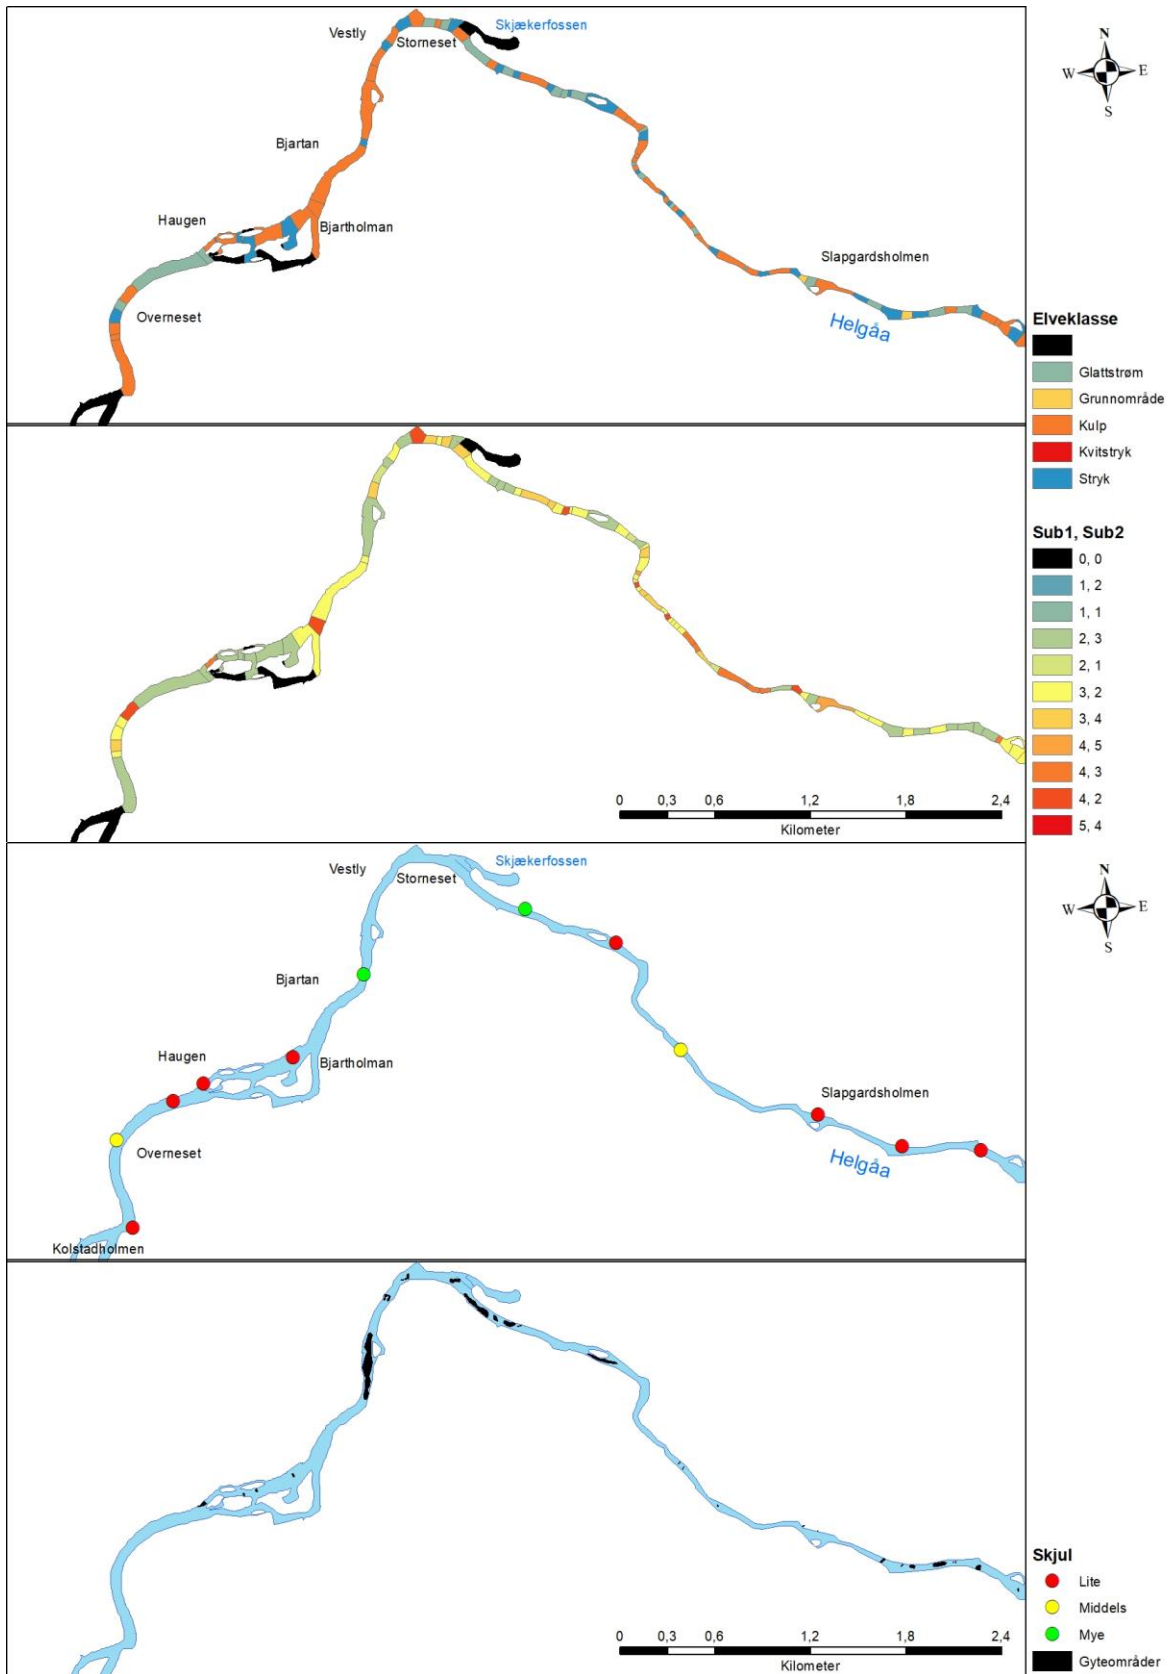 Vestly
Storneset
Skjækerfossen
Bjartan
Haugen
Bjartholman
Overneset
Slapgardsholmen
Helgåa
N
W
E
S
Elveklasse
Glattstrøm
Grunnområde
Kulp
Kvitstryk
Stryk
Sub1, Sub2
0, 0
1, 2
1, 1
2, 3
2, 1
3, 2
3, 4
4, 5
4, 3
4, 2
5, 4
0 0,3 0,6 1,2 1,8 2,4
Kilometer
Vestly
Storneset
Skjækerfossen
Bjartan
Haugen
Bjartholman
Overneset
Kolstadholmen
Slapgardsholmen
Helgåa
N
W
E
S
0 0,3 0,6 1,2 1,8 2,4
Kilometer
Skjul
Lite
Middels
Mye
Gyteområder